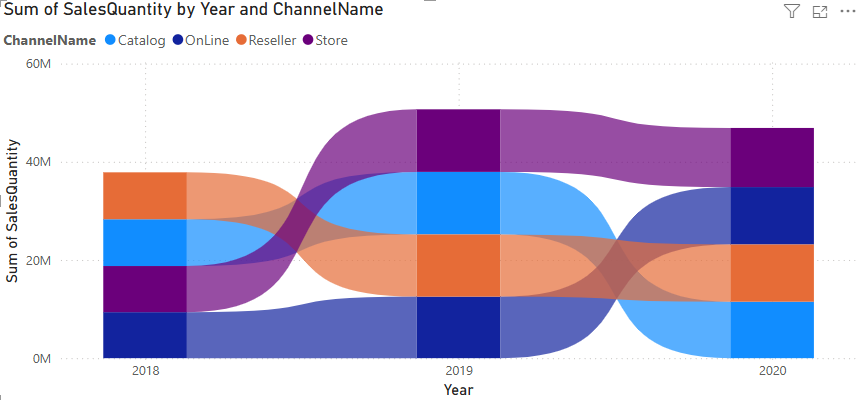 Sum of SalesQuantity by Year and ChannelName
ChannelName Catalog OnLine Reseller Store
60M
40M
20M
0M
Sum of SalesQuantity
2018 2019 2020
Year